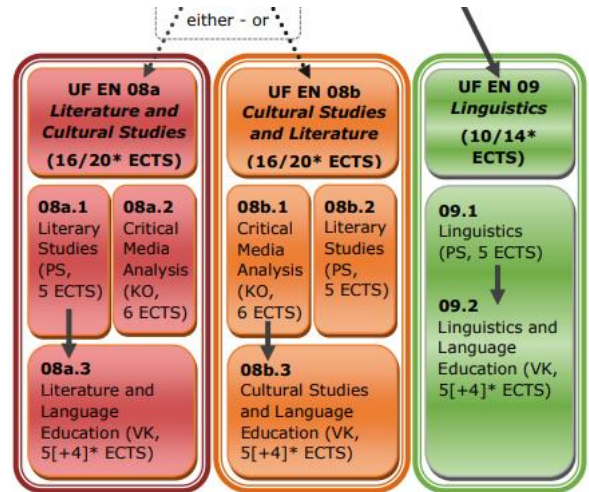 either - or
UF EN 08a
Literature and
Cultural Studies
(16/20* ECTS)
08a.1
Literary
Studies
(PS,
5 ECTS)
08a.2
Critical
Media
Analysis
(KO,
6 ECTS)
08a.3
Literature and
Language
Education (VK,
5[+4]* ECTS)
UF EN 08b
Cultural Studies
and Literature
(16/20* ECTS)
08b.1
Critical
Media
Analysis
(KO,
6 ECTS)
08b.2
Literary
Studies
(PS,
5 ECTS)
08b.3
Cultural Studies
and Language
Education (VK,
5[+4]* ECTS)
UF EN 09
Linguistics
(10/14*
ECTS)
09.1
Linguistics
(PS, 5 ECTS)
09.2
Linguistics and
Language
Education (VK,
5[+4]* ECTS)